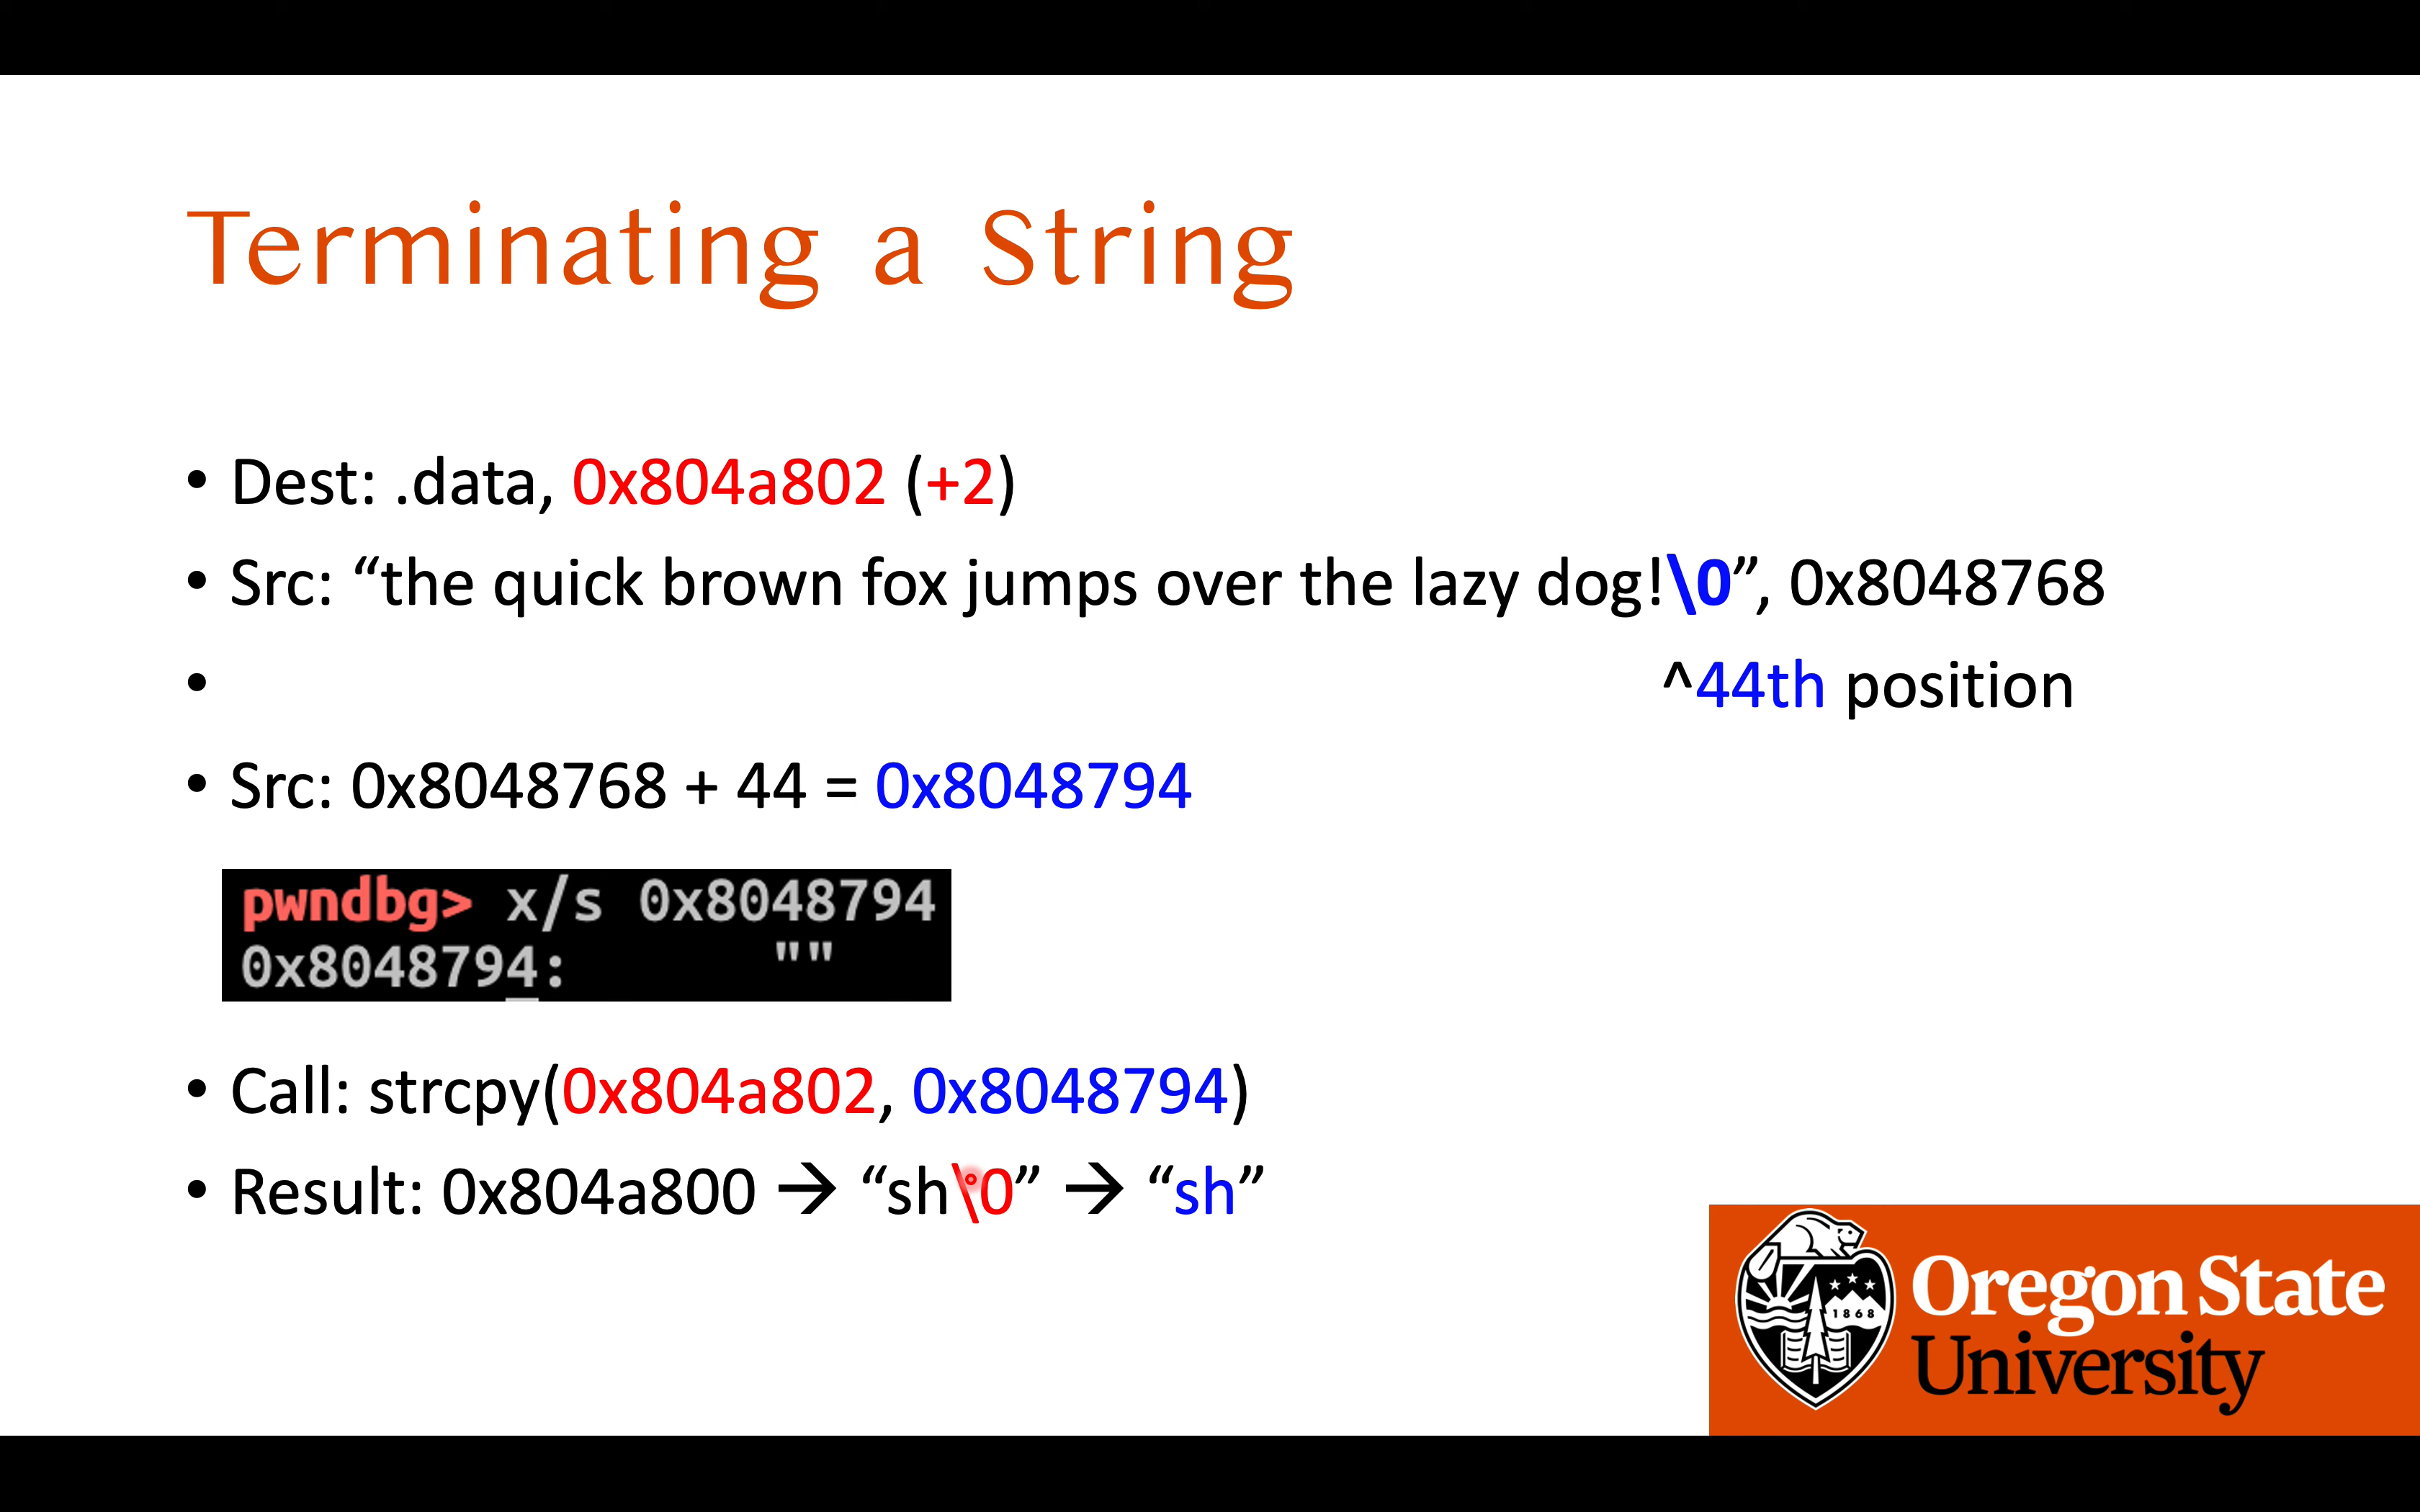 Terminating a String
• Dest: .data, 0x804a802 (+2)
• Src: “the quick brown fox jumps over the lazy dog!\0”, 0x8048768
• ^44th position
• Src: 0x8048768 + 44 = 0x8048794
pwndbg> x/s 0x8048794
0x8048794: ""
• Call: strcpy(0x804a802, 0x8048794)
• Result: 0x804a800 → “sh\0” → “sh”
1868
Oregon State
University